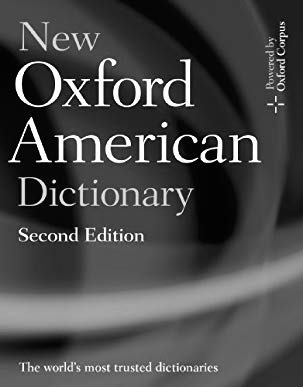 New
Oxford
American
Dictionary
Second Edition
Powered by
Oxford Corpus
The world's most trusted dictionaries